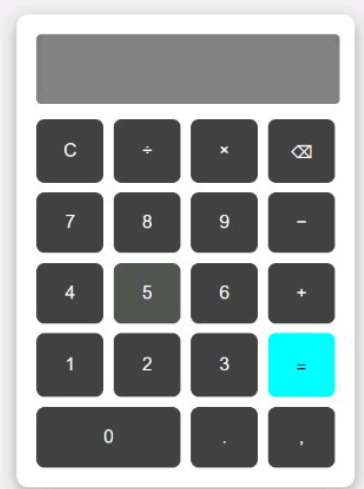 C ÷ × ⌫
7 8 9 −
4 5 6 +
1 2 3 =
0 . ,